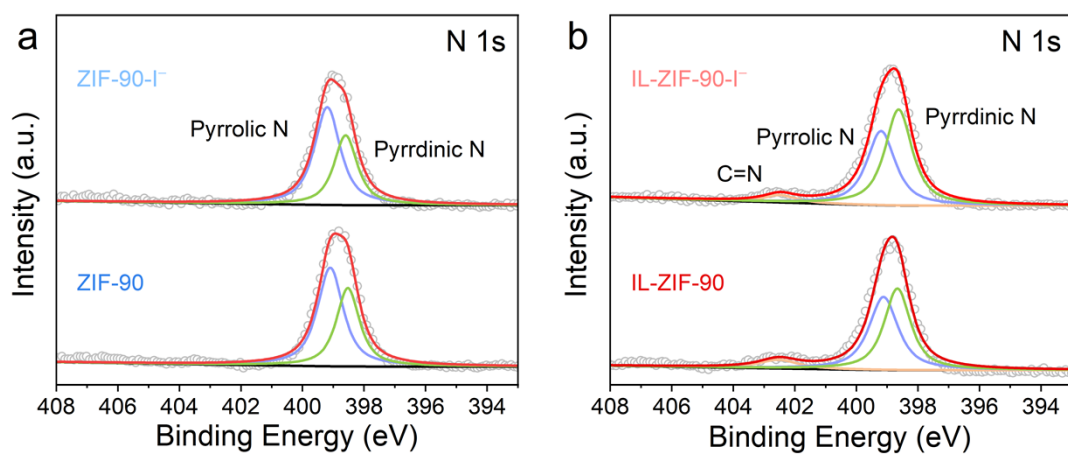 a
N 1s
ZIF-90-I⁻
Pyrrolic N
Pyrrdinic N
ZIF-90
Intensity (a.u.)
408 406 404 402 400 398 396 394
Binding Energy (eV)
b
N 1s
IL-ZIF-90-I⁻
Pyrrolic N
Pyrrdinic N
C=N
IL-ZIF-90
Intensity (a.u.)
408 406 404 402 400 398 396 394
Binding Energy (eV)